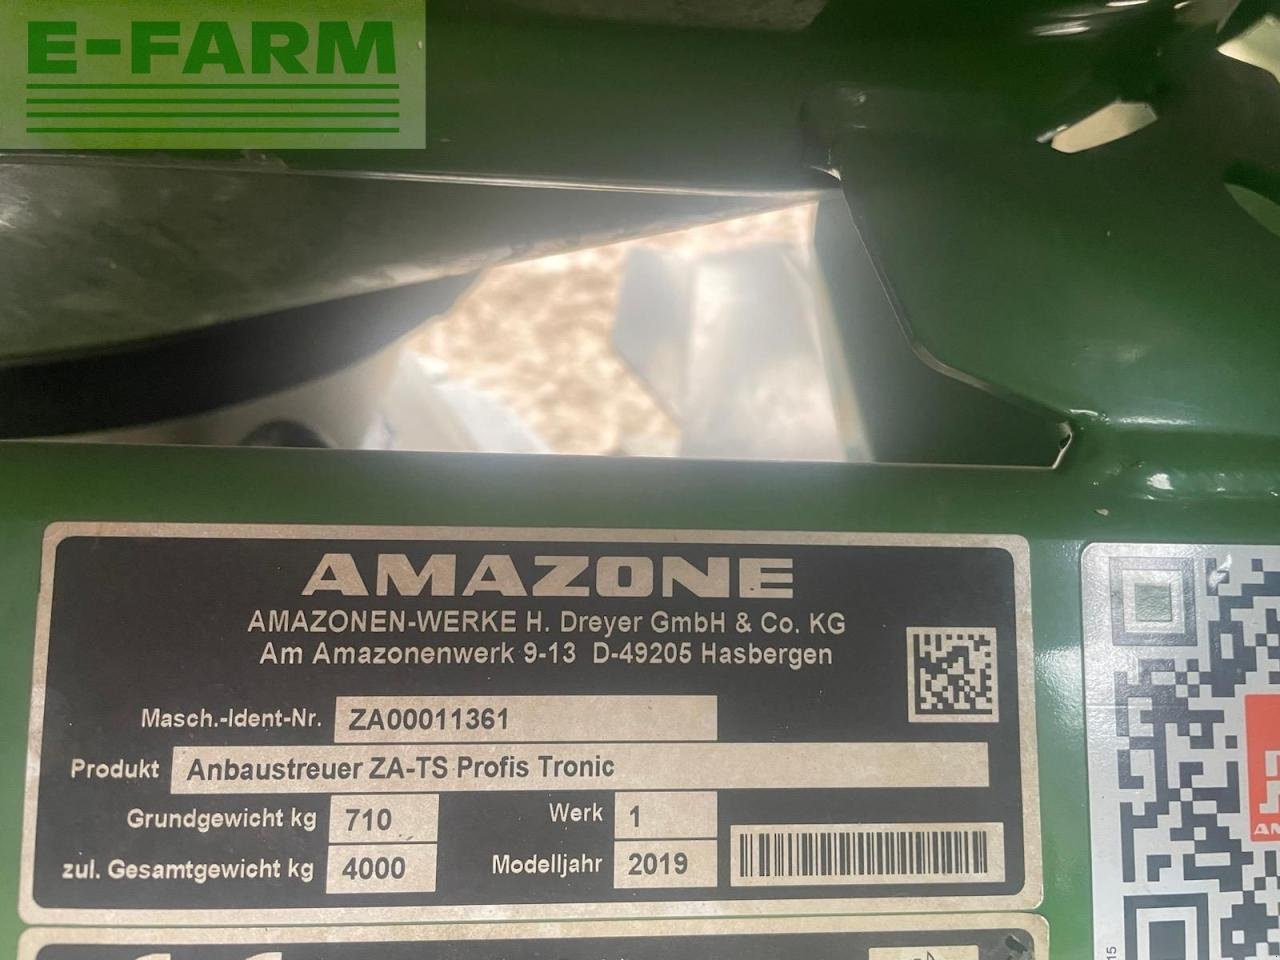 E-FARM
AMAZONE
AMAZONEN-WERKE H. Dreyer GmbH & Co. KG
Am Amazonenwerk 9-13 D-49205 Hasbergen
Masch.-Ident-Nr. ZA00011361
Produkt Anbaustreuer ZA-TS Profis Tronic
Grundgewicht kg 710 Werk 1
zul. Gesamtgewicht kg 4000 Modelljahr 2019